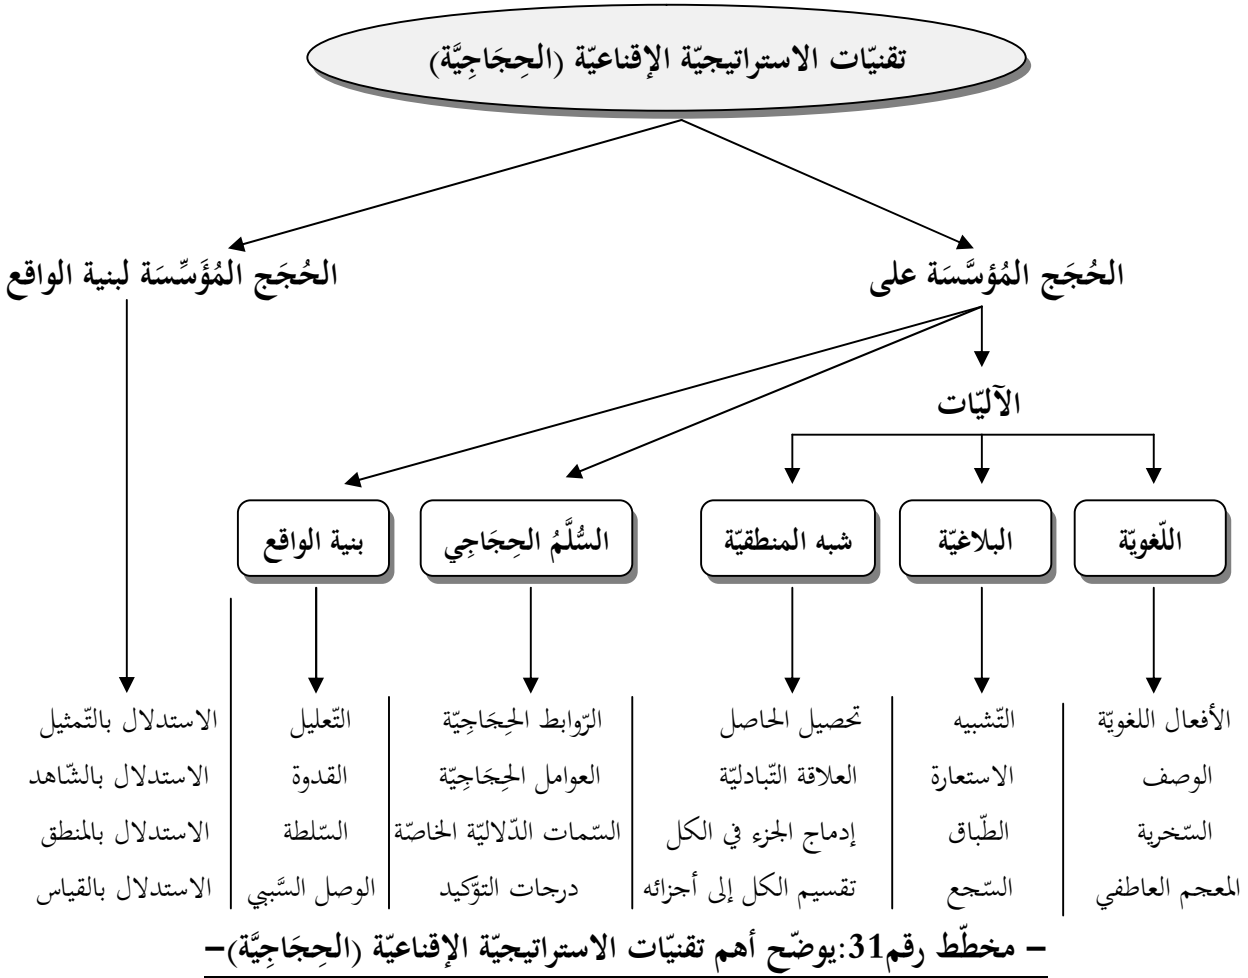 تقنيّات الاستراتيجيّة الإقناعيّة (الحِجَاجِيَّة)
الحُجَج المُؤسَّسَة على
الحُجَج المُؤَسِّسَة لبنية الواقع
الآليّات
اللّغويّة
البلاغيّة
شبه المنطقيّة
السُّلَّمُ الحِجَاجِي
بنية الواقع
الأفعال اللغويّة
الوصف
السّخرية
المعجم العاطفي
التّشبيه
الاستعارة
الطّباق
السّجع
تحصيل الحاصل
العلاقة التّبادليّة
إدماج الجزء في الكل
تقسيم الكل إلى أجزائه
الرّوابط الحِجَاجِيّة
العوامل الحِجَاجِيّة
السّمات الدّلاليّة الخاصّة
درجات التوّكيد
التّعليل
القدوة
السّلطة
الوصل السَّببي
الاستدلال بالتّمثيل
الاستدلال بالشّاهد
الاستدلال بالمنطق
الاستدلال بالقياس
– مخطّط رقم31:يوضّح أهم تقنيّات الاستراتيجيّة الإقناعيّة (الحِجَاجِيَّة)–